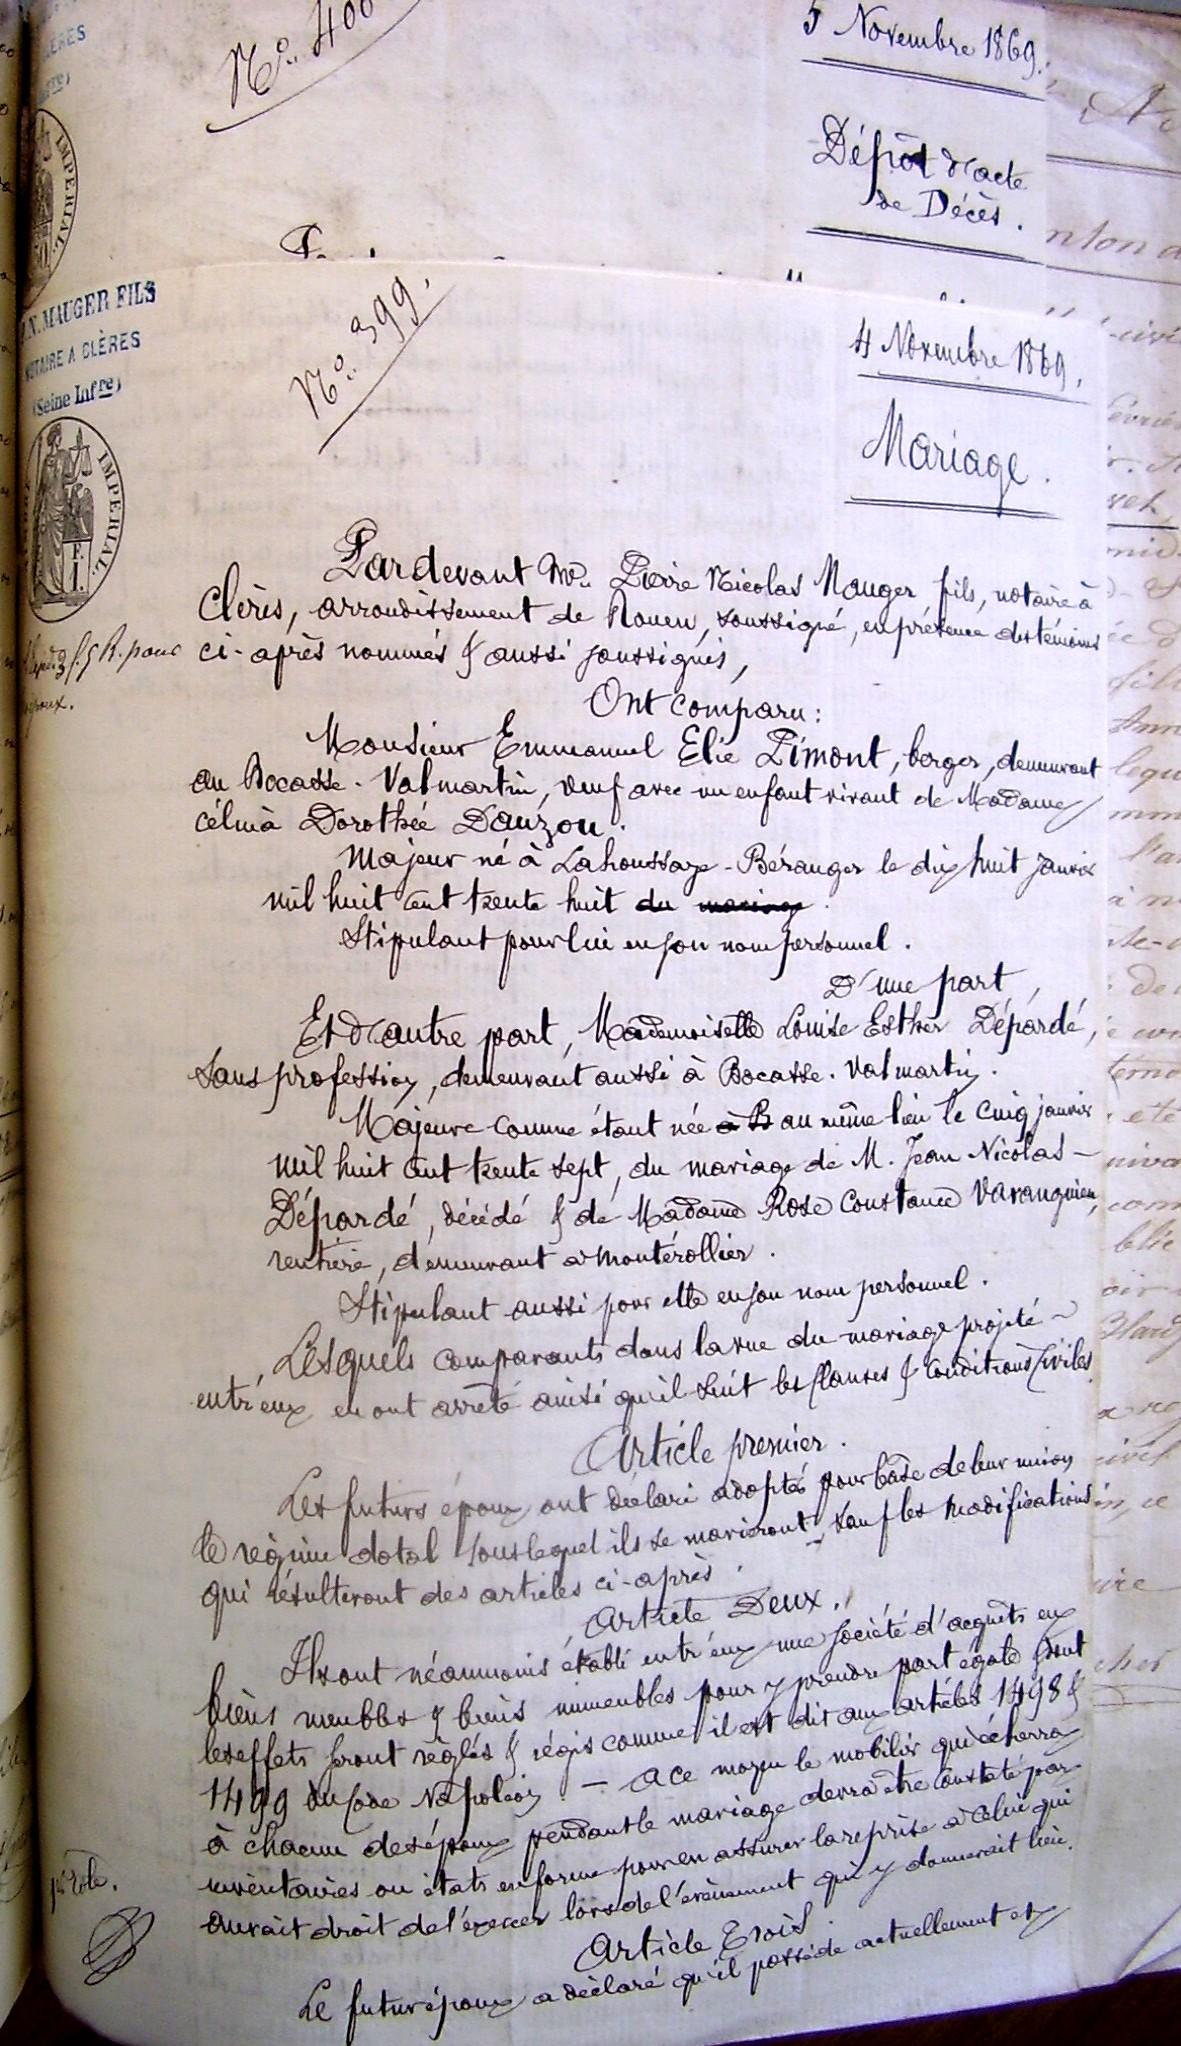 No. 400
5 Novembre 1869.
Dépôt d'acte
de Décès.
IMPERIAL.
N. MAUGER FILS
NOTAIRE A CLÈRES
(Seine Infre)
IMPERIAL.
F. 1.
No. 399.
4 Novembre 1869.
Mariage.
Pardevant Me. Pierre Nicolas Mauger fils, notaire à
Clères, arrondissement de Rouen, soussigné, en présence des témoins
ci-après nommés & aussi soussignés,
Ont comparu:
Monsieur Emmanuel Elie Pimont, berger, demeurant
au Bocasse-Valmartin, veuf avec un enfant vivant de Madame
célina Dorothée Dauzou.
Majeur né à Lahoussaye-Béranger le dix huit janvier
mil huit cent trente huit du mariage.
Stipulant pour lui en son nom personnel.
D'une part,
Et d'autre part, Mademoiselle Louise Esther Dépardé,
sans profession, demeurant aussi à Bocasse-Valmartin.
Majeure comme étant née à B au même lieu le cinq janvier
mil huit cent trente sept, du mariage de M. Jean Nicolas
Dépardé, décédé & de Madame Rose Constance Varanguien,
rentière, demeurant à Montérollier.
Stipulant aussi pour elle en son nom personnel.
Lesquels comparants dans la vue du mariage projeté
entr'eux en ont arrêté ainsi qu'il suit les clauses & conditions civiles.
Article premier.
Les futurs époux ont déclaré adopter pour base de leur union
le régime dotal sous lequel ils se marieront, sauf les modifications
qui résulteront des articles ci-après.
Article Deux.
Ils ont néanmoins établi entr'eux une société d'acquêts en
biens meubles & biens immeubles pour y prendre part égale dont
les effets seront réglés & régis comme il est dit aux articles 1498 &
1499 du Code Napoléon - A ce moyen le mobilier qui écherra
à chacun des époux pendant le mariage devra être constaté par
inventaires ou états en forme pour en assurer la reprise à celui qui
aurait droit de l'exercer lors de l'évènement qui y donnerait lieu.
Article Trois.
Le futur époux a déclaré qu'il possède actuellement et
1er Role.